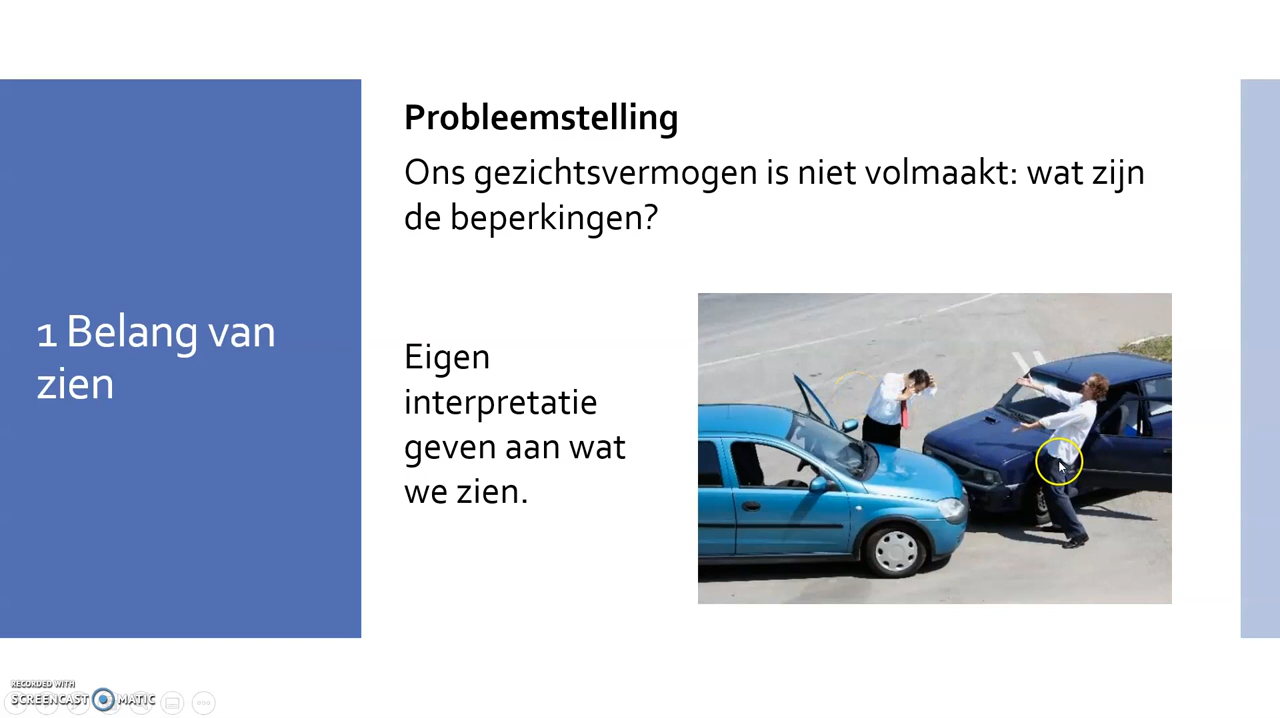 Probleemstelling
Ons gezichtsvermogen is niet volmaakt: wat zijn
de beperkingen?
1 Belang van
zien
Eigen
interpretatie
geven aan wat
we zien.
RECORDED WITH
SCREENCAST MATIC